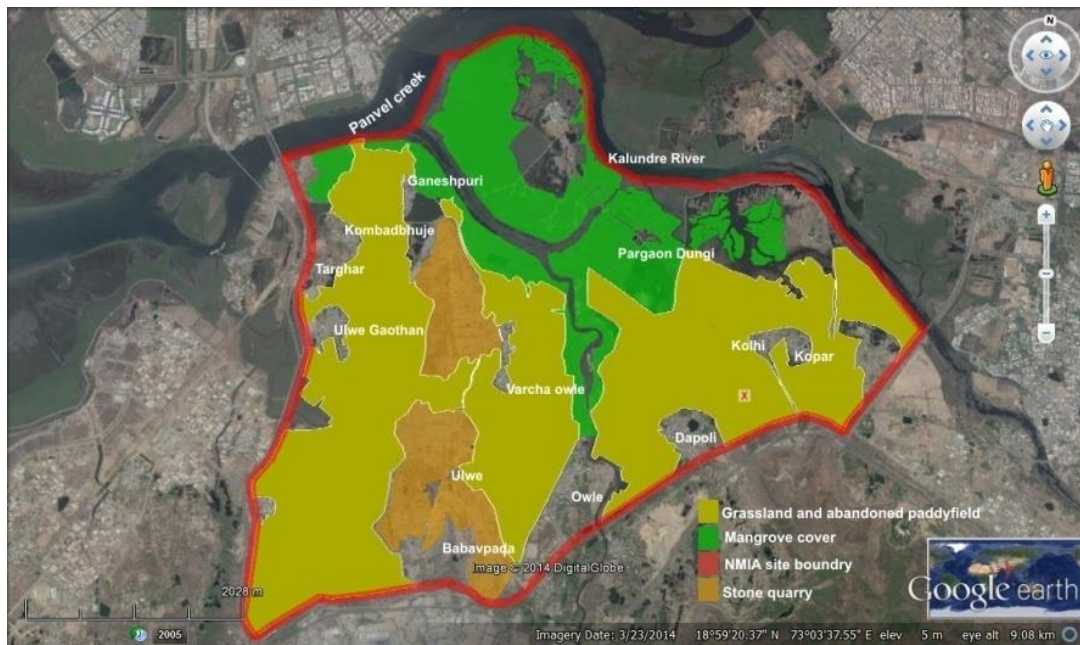 N
Panvel creek
Kalundre River
Ganeshpuri
Kombadbhuje
Pargaon Dungi
Targhar
Ulwe Gaothan
Kolhi
Kopar
Varcha owle
X
Dapoli
Ulwe
Owle
Grassland and abandoned paddyfield
Mangrove cover
NMIA site boundry
Stone quarry
Babavpada
Image © 2014 DigitalGlobe
Google earth
2028 m
2005
Imagery Date: 3/23/2014 18°59'20.37" N 73°03'37.55" E elev 5 m eye alt 9.08 km